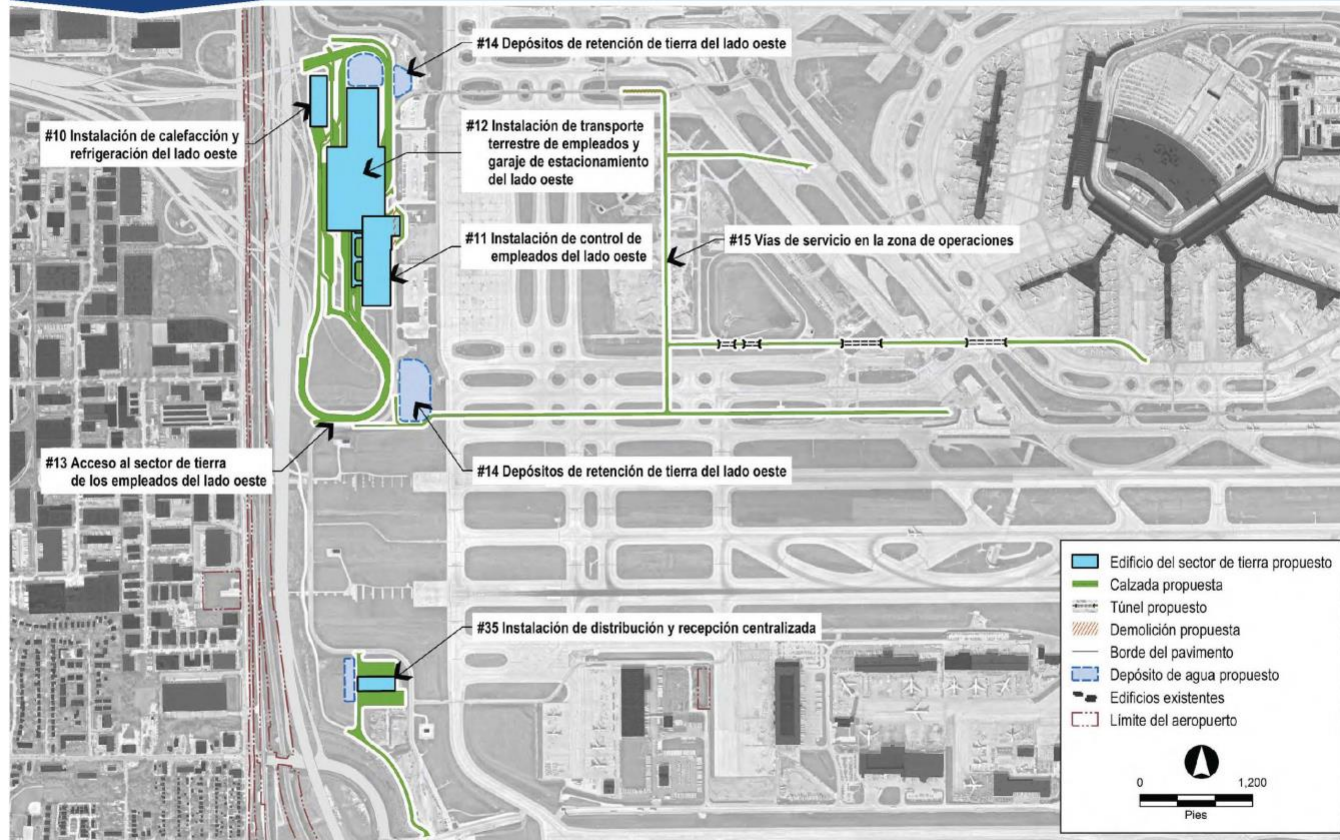 #14 Depósitos de retención de tierra del lado oeste
#10 Instalación de calefacción y
refrigeración del lado oeste
#12 Instalación de transporte
terrestre de empleados y
garaje de estacionamiento
del lado oeste
#11 Instalación de control de
empleados del lado oeste
#15 Vías de servicio en la zona de operaciones
#13 Acceso al sector de tierra
de los empleados del lado oeste
#14 Depósitos de retención de tierra del lado oeste
#35 Instalación de distribución y recepción centralizada
Edificio del sector de tierra propuesto
Calzada propuesta
Túnel propuesto
Demolición propuesta
Borde del pavimento
Depósito de agua propuesto
Edificios existentes
Límite del aeropuerto
0 1,200
Pies